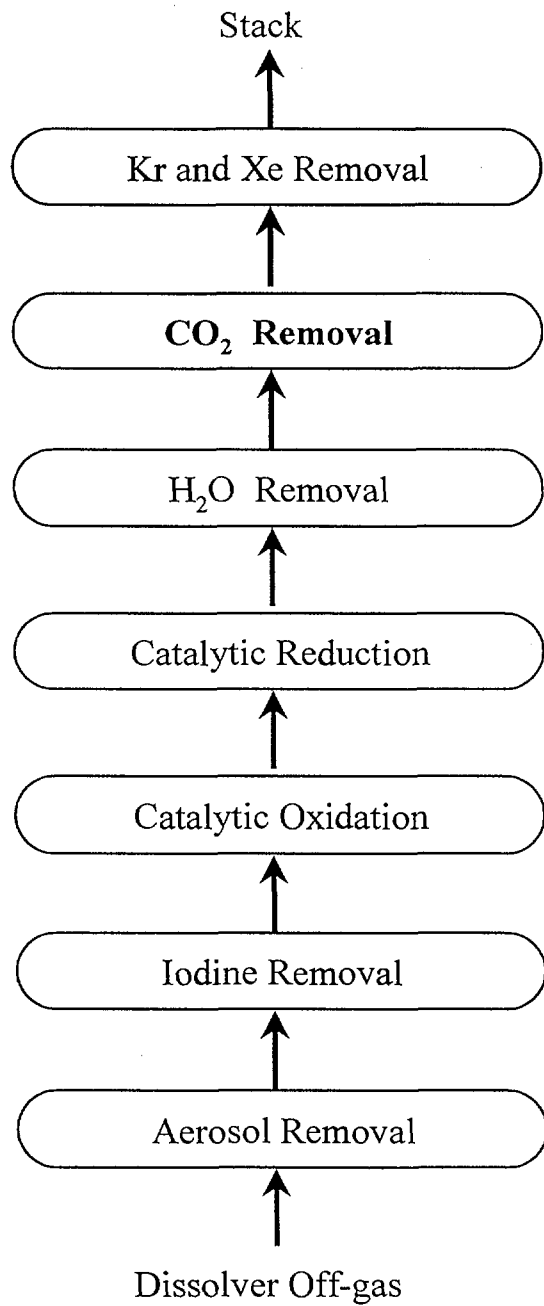 Stack
Kr and Xe Removal
CO₂ Removal
H₂O Removal
Catalytic Reduction
Catalytic Oxidation
Iodine Removal
Aerosol Removal
Dissolver Off-gas